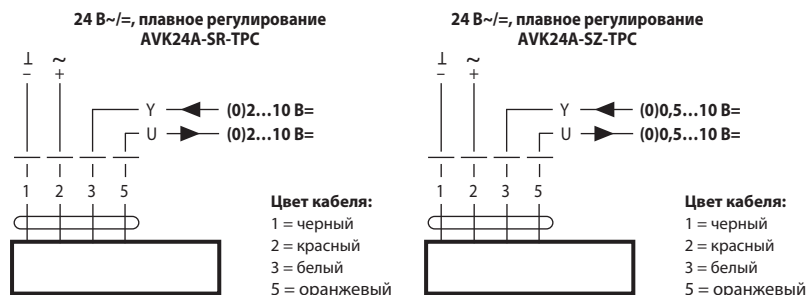 24 В~/=, плавное регулирование
AVK24A-SR-TPC
⊥ ~
– +
Y (0)2…10 В=
U (0)2…10 В=
1 2 3 5
Цвет кабеля:
1 = черный
2 = красный
3 = белый
5 = оранжевый
24 В~/=, плавное регулирование
AVK24A-SZ-TPC
⊥ ~
– +
Y (0)0,5…10 В=
U (0)0,5…10 В=
1 2 3 5
Цвет кабеля:
1 = черный
2 = красный
3 = белый
5 = оранжевый